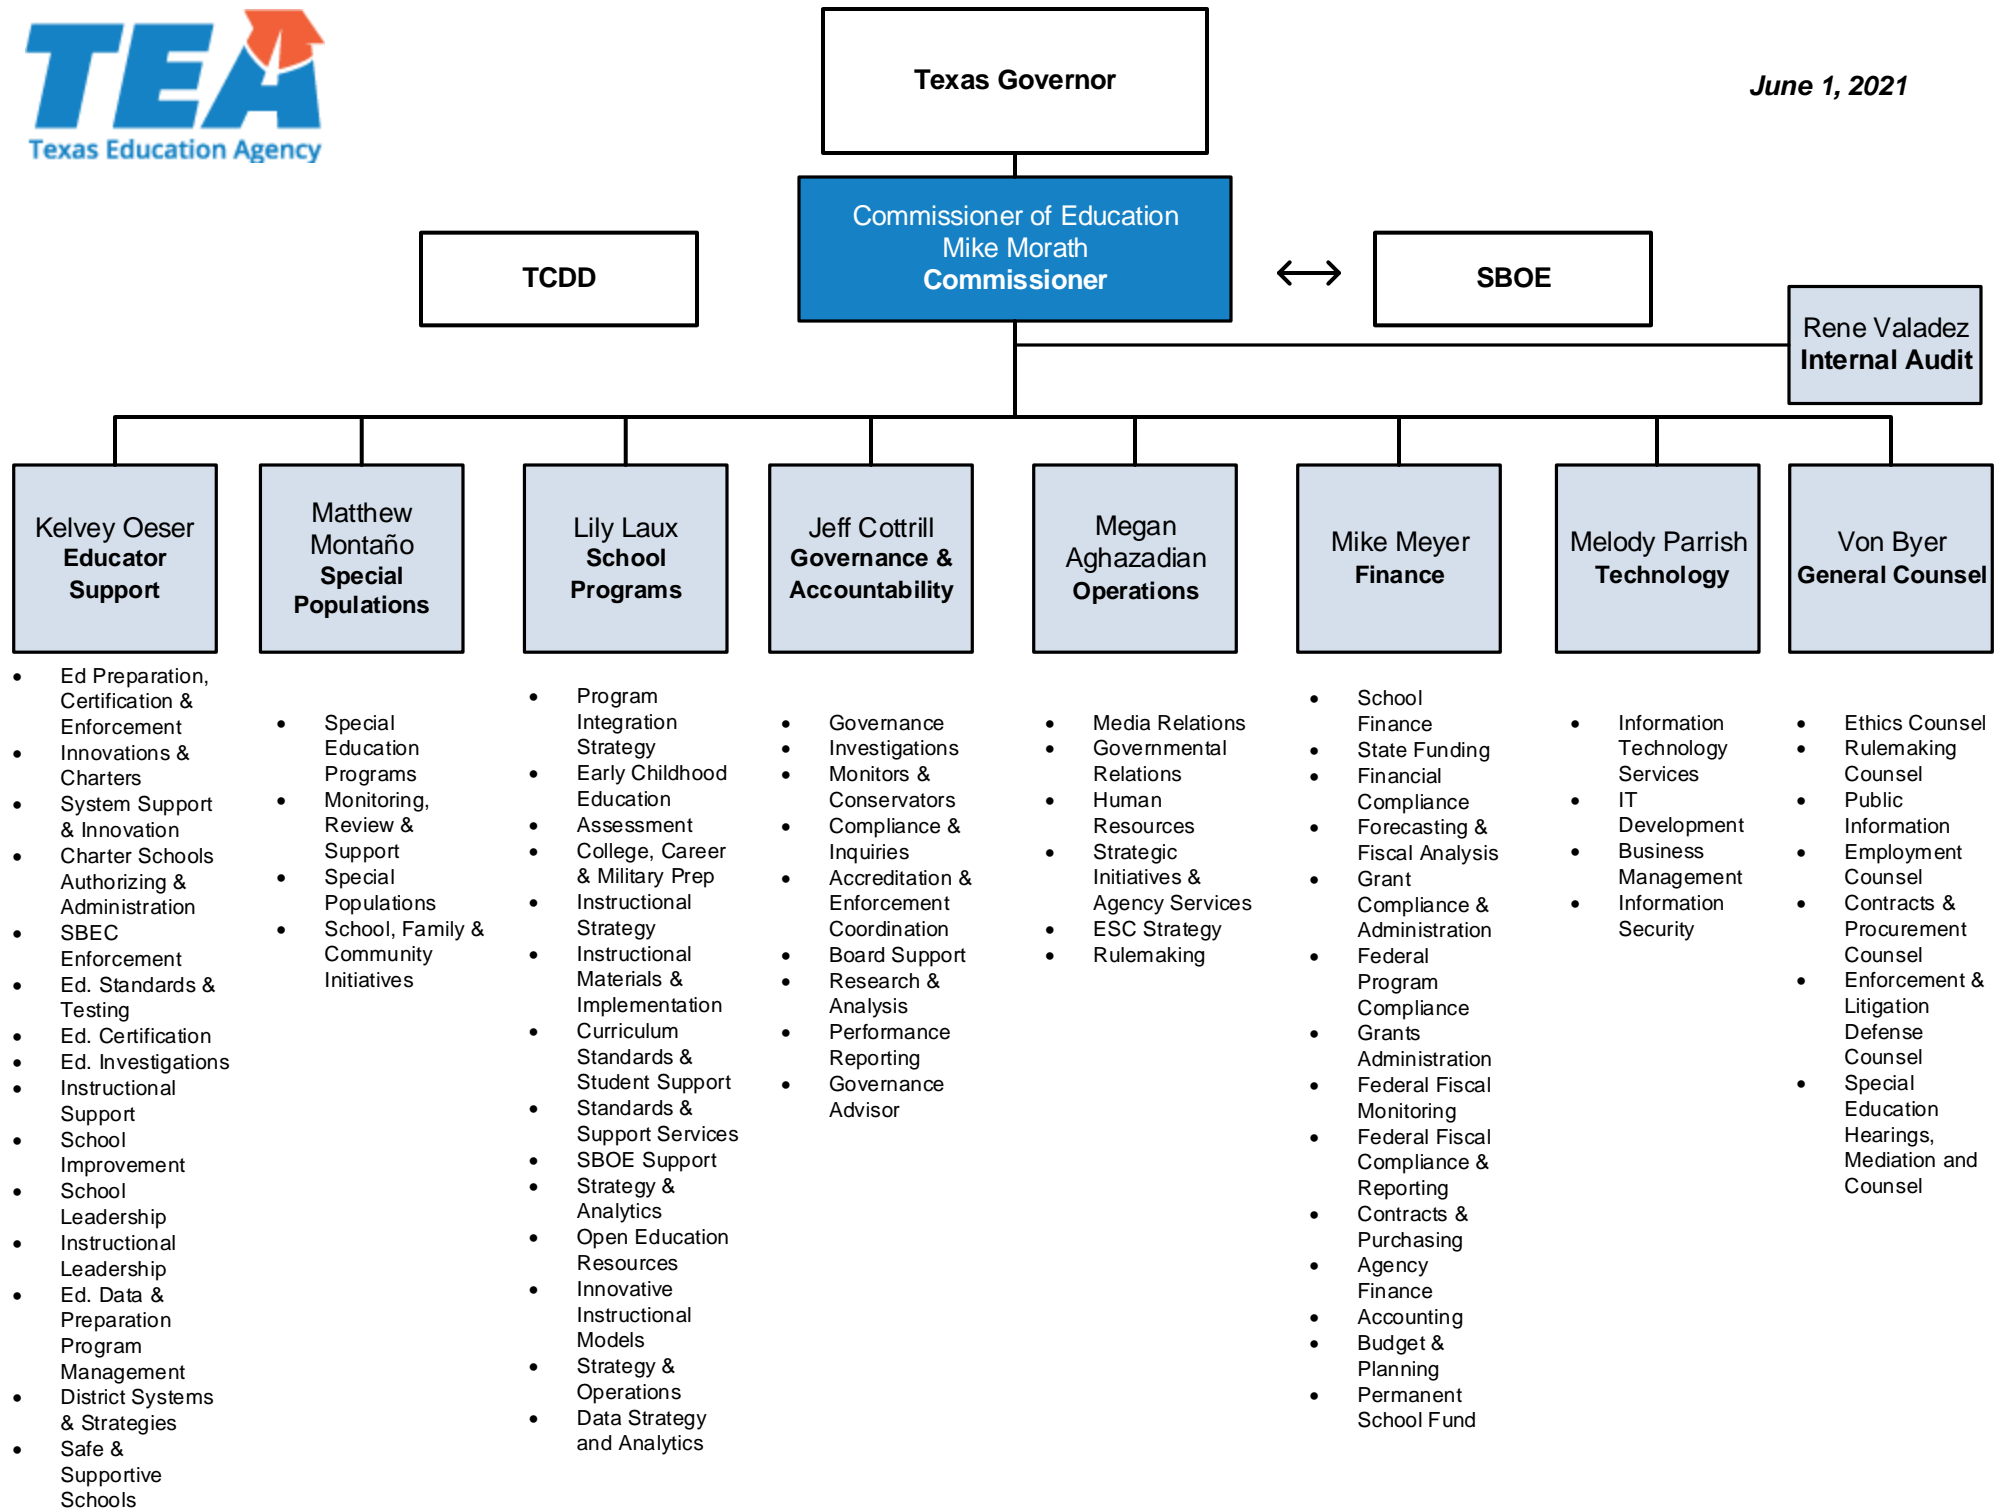 TEA
Texas Education Agency
Texas Governor
June 1, 2021
Commissioner of Education
Mike Morath
Commissioner
TCDD
SBOE
Rene Valadez
Internal Audit
Kelvey Oeser
Educator
Support
• Ed Preparation,
Certification &
Enforcement
• Innovations &
Charters
• System Support
& Innovation
• Charter Schools
Authorizing &
Administration
• SBEC
Enforcement
• Ed. Standards &
Testing
• Ed. Certification
• Ed. Investigations
• Instructional
Support
• School
Improvement
• School
Leadership
• Instructional
Leadership
• Ed. Data &
Preparation
Program
Management
• District Systems
& Strategies
• Safe &
Supportive
Schools
Matthew
Montaño
Special
Populations
• Special
Education
Programs
• Monitoring,
Review &
Support
• Special
Populations
• School, Family &
Community
Initiatives
Lily Laux
School
Programs
• Program
Integration
Strategy
• Early Childhood
Education
• Assessment
• College, Career
& Military Prep
• Instructional
Strategy
• Instructional
Materials &
Implementation
• Curriculum
Standards &
Student Support
• Standards &
Support Services
• SBOE Support
• Strategy &
Analytics
• Open Education
Resources
• Innovative
Instructional
Models
• Strategy &
Operations
• Data Strategy
and Analytics
Jeff Cottrill
Governance &
Accountability
• Governance
• Investigations
• Monitors &
Conservators
• Compliance &
Inquiries
• Accreditation &
Enforcement
Coordination
• Board Support
• Research &
Analysis
• Performance
Reporting
• Governance
Advisor
Megan
Aghazadian
Operations
• Media Relations
• Governmental
Relations
• Human
Resources
• Strategic
Initiatives &
Agency Services
• ESC Strategy
• Rulemaking
Mike Meyer
Finance
• School
Finance
• State Funding
• Financial
Compliance
• Forecasting &
Fiscal Analysis
• Grant
Compliance &
Administration
• Federal
Program
Compliance
• Grants
Administration
• Federal Fiscal
Monitoring
• Federal Fiscal
Compliance &
Reporting
• Contracts &
Purchasing
• Agency
Finance
• Accounting
• Budget &
Planning
• Permanent
School Fund
Melody Parrish
Technology
• Information
Technology
Services
• IT
Development
• Business
Management
• Information
Security
Von Byer
General Counsel
• Ethics Counsel
• Rulemaking
Counsel
• Public
Information
• Employment
Counsel
• Contracts &
Procurement
Counsel
• Enforcement &
Litigation
Defense
Counsel
• Special
Education
Hearings,
Mediation and
Counsel